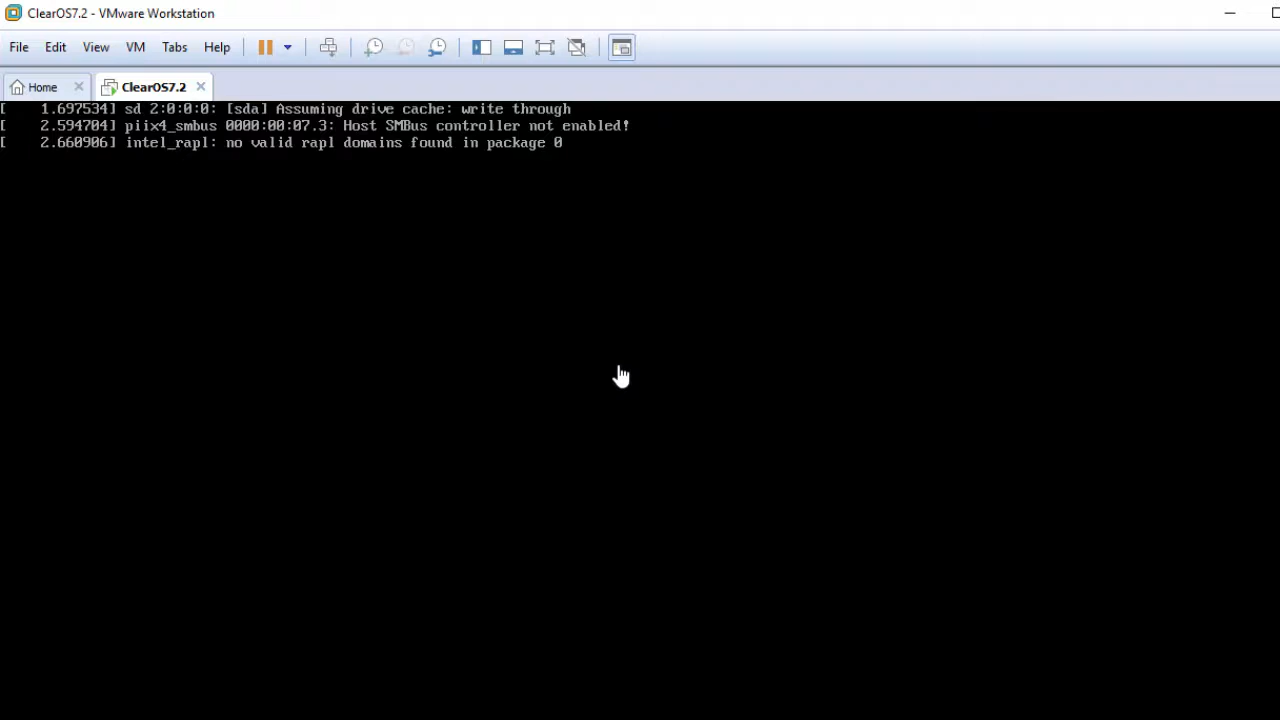 ClearOS7.2 - VMware Workstation
File Edit View VM Tabs Help
Home ClearOS7.2
[ 1.697534] sd 2:0:0:0: [sda] Assuming drive cache: write through
[ 2.594704] piix4_smbus 0000:00:07.3: Host SMBus controller not enabled!
[ 2.660906] intel_rapl: no valid rapl domains found in package 0